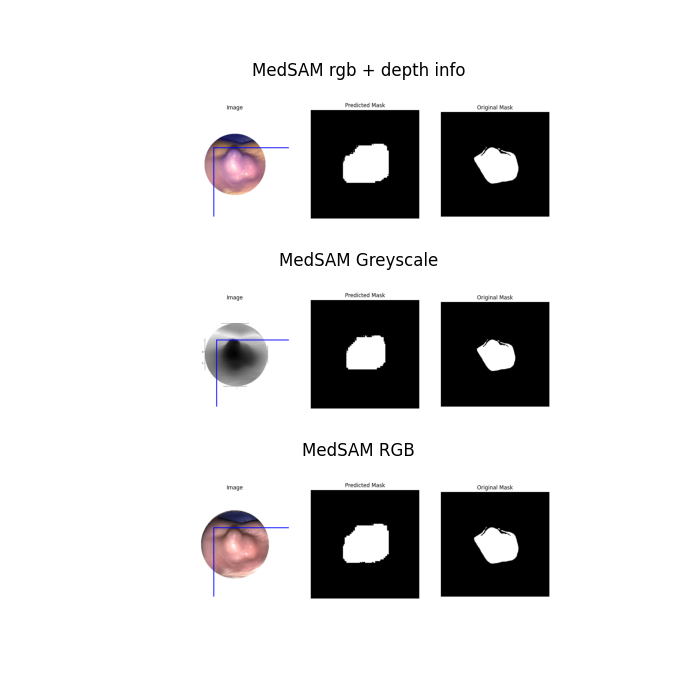 MedSAM rgb + depth info
Image
Predicted Mask
Original Mask
MedSAM Greyscale
Image
Predicted Mask
Original Mask
MedSAM RGB
Image
Predicted Mask
Original Mask